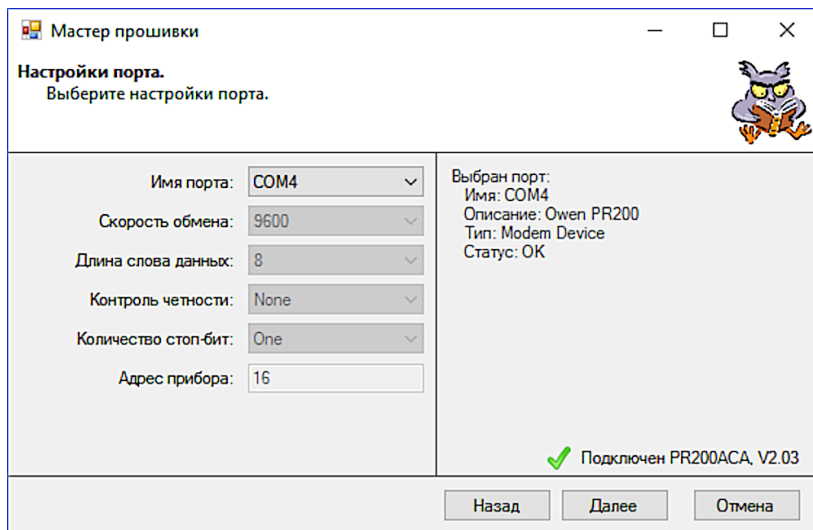 Мастер прошивки
Настройки порта.
Выберите настройки порта.
Имя порта: COM4
Скорость обмена: 9600
Длина слова данных: 8
Контроль четности: None
Количество стоп-бит: One
Адрес прибора: 16
Выбран порт:
Имя: COM4
Описание: Owen PR200
Тип: Modem Device
Статус: OK
Подключен PR200ACA, V2.03
Назад Далее Отмена